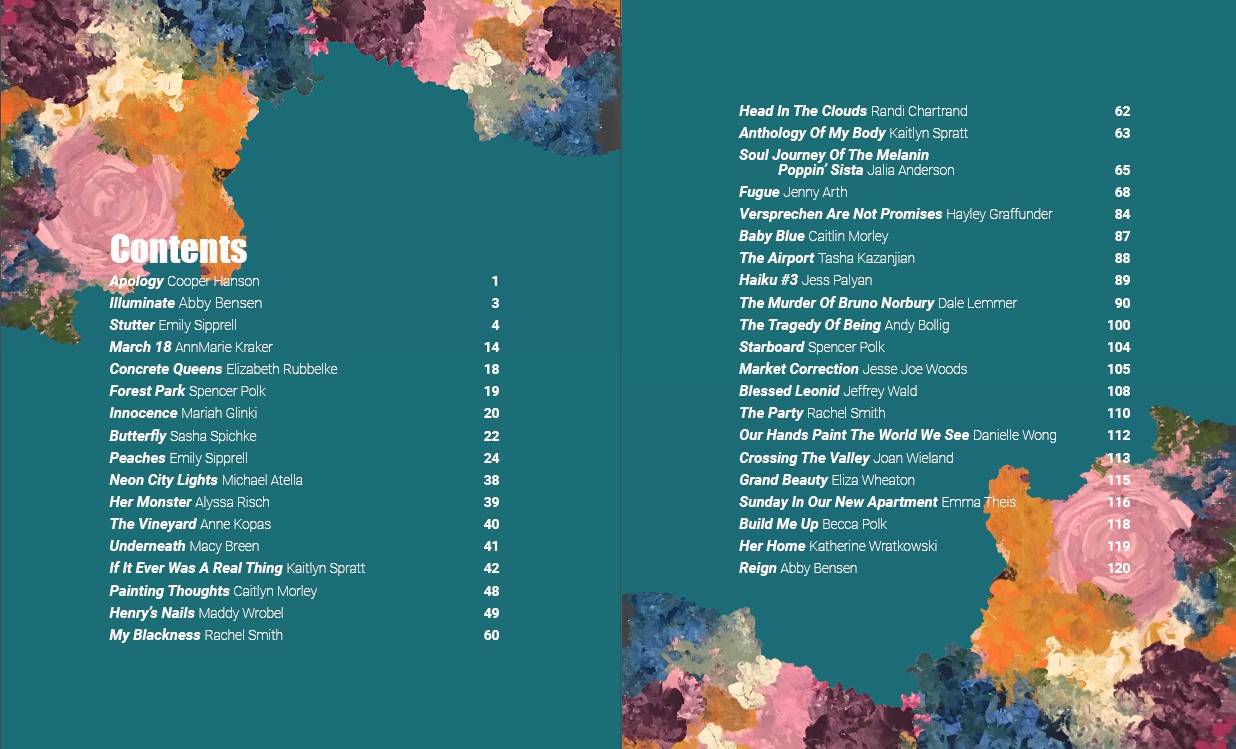 Contents
Apology Cooper Hanson 1
Illuminate Abby Bensen 3
Stutter Emily Sipprell 4
March 18 AnnMarie Kraker 14
Concrete Queens Elizabeth Rubbelke 18
Forest Park Spencer Polk 19
Innocence Mariah Glinki 20
Butterfly Sasha Spichke 22
Peaches Emily Sipprell 24
Neon City Lights Michael Atella 38
Her Monster Alyssa Risch 39
The Vineyard Anne Kopas 40
Underneath Macy Breen 41
If It Ever Was A Real Thing Kaitlyn Spratt 42
Painting Thoughts Caitlyn Morley 48
Henry's Nails Maddy Wrobel 49
My Blackness Rachel Smith 60
Head In The Clouds Randi Chartrand 62
Anthology Of My Body Kaitlyn Spratt 63
Soul Journey Of The Melanin
Poppin' Sista Jalia Anderson 65
Fugue Jenny Arth 68
Versprechen Are Not Promises Hayley Graffunder 84
Baby Blue Caitlin Morley 87
The Airport Tasha Kazanjian 88
Haiku #3 Jess Palyan 89
The Murder Of Bruno Norbury Dale Lemmer 90
The Tragedy Of Being Andy Bollig 100
Starboard Spencer Polk 104
Market Correction Jesse Joe Woods 105
Blessed Leonid Jeffrey Wald 108
The Party Rachel Smith 110
Our Hands Paint The World We See Danielle Wong 112
Crossing The Valley Joan Wieland 113
Grand Beauty Eliza Wheaton 115
Sunday In Our New Apartment Emma Theis 116
Build Me Up Becca Polk 118
Her Home Katherine Wratkowski 119
Reign Abby Bensen 120